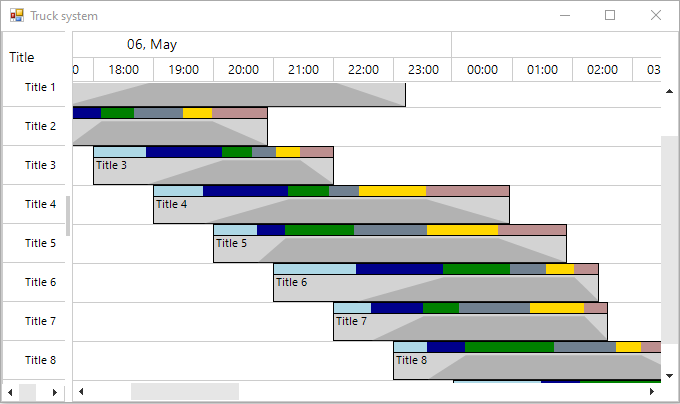 Truck system
Title
06, May
0 18:00 19:00 20:00 21:00 22:00 23:00 00:00 01:00 02:00 03
Title 1
Title 2
Title 3 Title 3
Title 4 Title 4
Title 5 Title 5
Title 6 Title 6
Title 7 Title 7
Title 8 Title 8